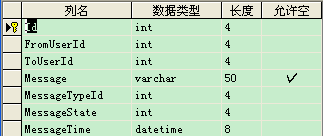 列名 数据类型 长度 允许空
Id int 4
FromUserId int 4
ToUserId int 4
Message varchar 50 ✓
MessageTypeId int 4
MessageState int 4
MessageTime datetime 8